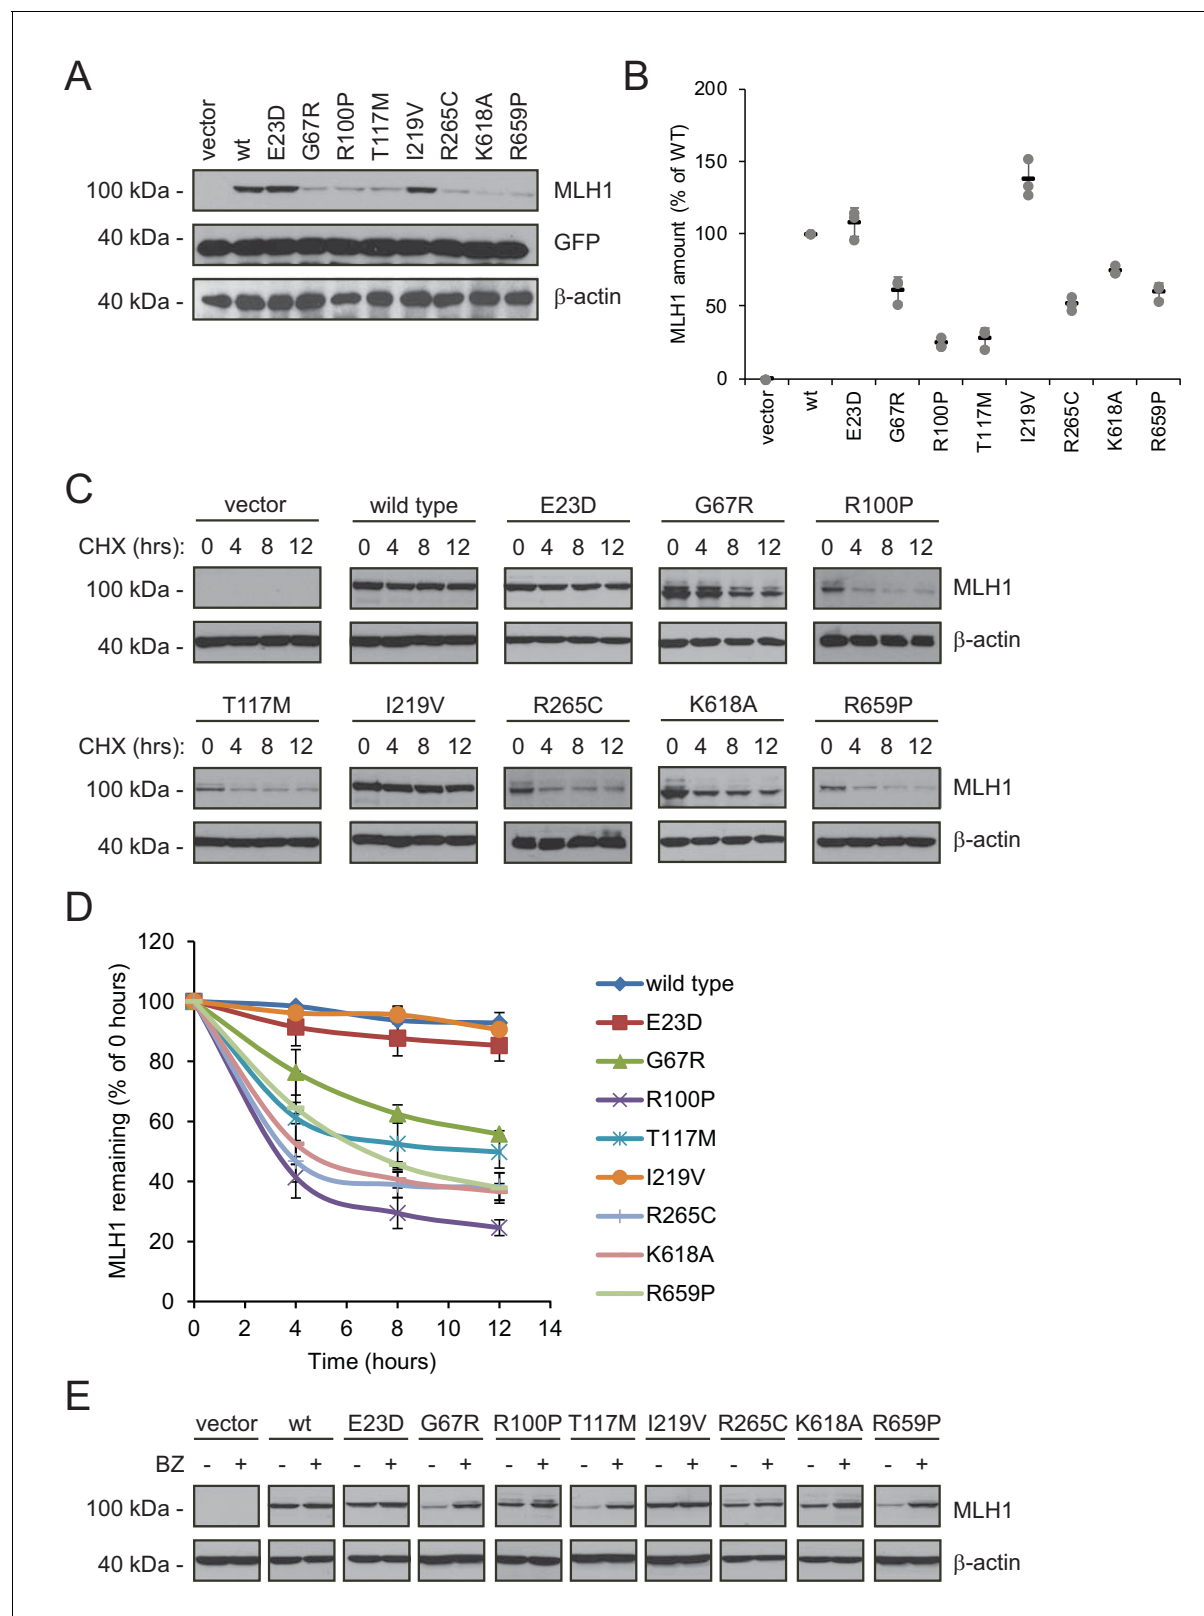 A
vector wt E23D G67R R100P T117M I219V R265C K618A R659P
100 kDa - MLH1
40 kDa - GFP
40 kDa - β-actin
B
MLH1 amount (% of WT)
200
150
100
50
0
vector wt E23D G67R R100P T117M I219V R265C K618A R659P
C
vector wild type E23D G67R R100P
CHX (hrs): 0 4 8 12 0 4 8 12 0 4 8 12 0 4 8 12 0 4 8 12
100 kDa - MLH1
40 kDa - β-actin
T117M I219V R265C K618A R659P
CHX (hrs): 0 4 8 12 0 4 8 12 0 4 8 12 0 4 8 12 0 4 8 12
100 kDa - MLH1
40 kDa - β-actin
D
MLH1 remaining (% of 0 hours)
120
100
80
60
40
20
0
0 2 4 6 8 10 12 14
Time (hours)
wild type
E23D
G67R
R100P
T117M
I219V
R265C
K618A
R659P
E
vector wt E23D G67R R100P T117M I219V R265C K618A R659P
BZ - + - + - + - + - + - + - + - + - + - +
100 kDa - MLH1
40 kDa - β-actin